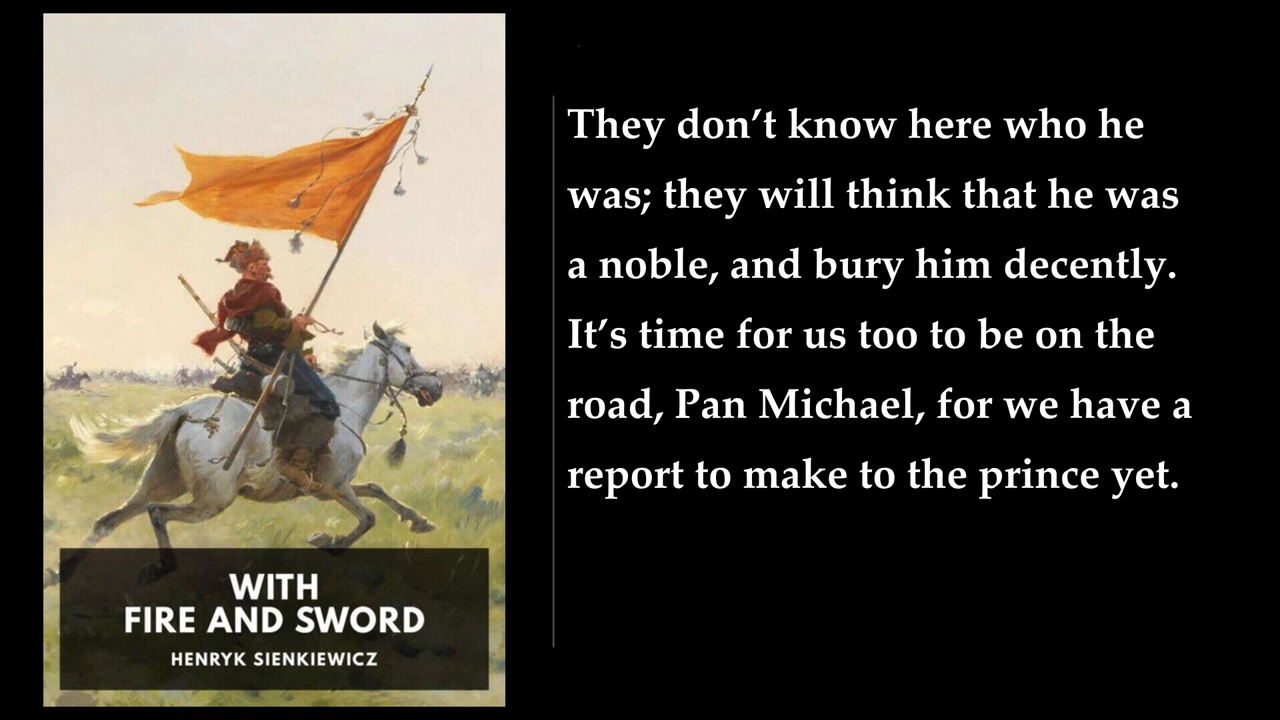 They don’t know here who he
was; they will think that he was
a noble, and bury him decently.
It’s time for us too to be on the
road, Pan Michael, for we have a
report to make to the prince yet.
WITH
FIRE AND SWORD
HENRYK SIENKIEWICZ